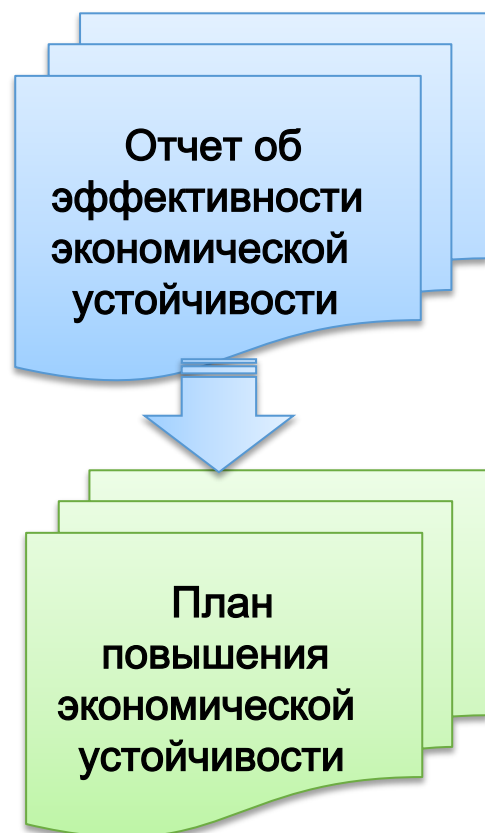 Отчет об
эффективности
экономической
устойчивости
План
повышения
экономической
устойчивости